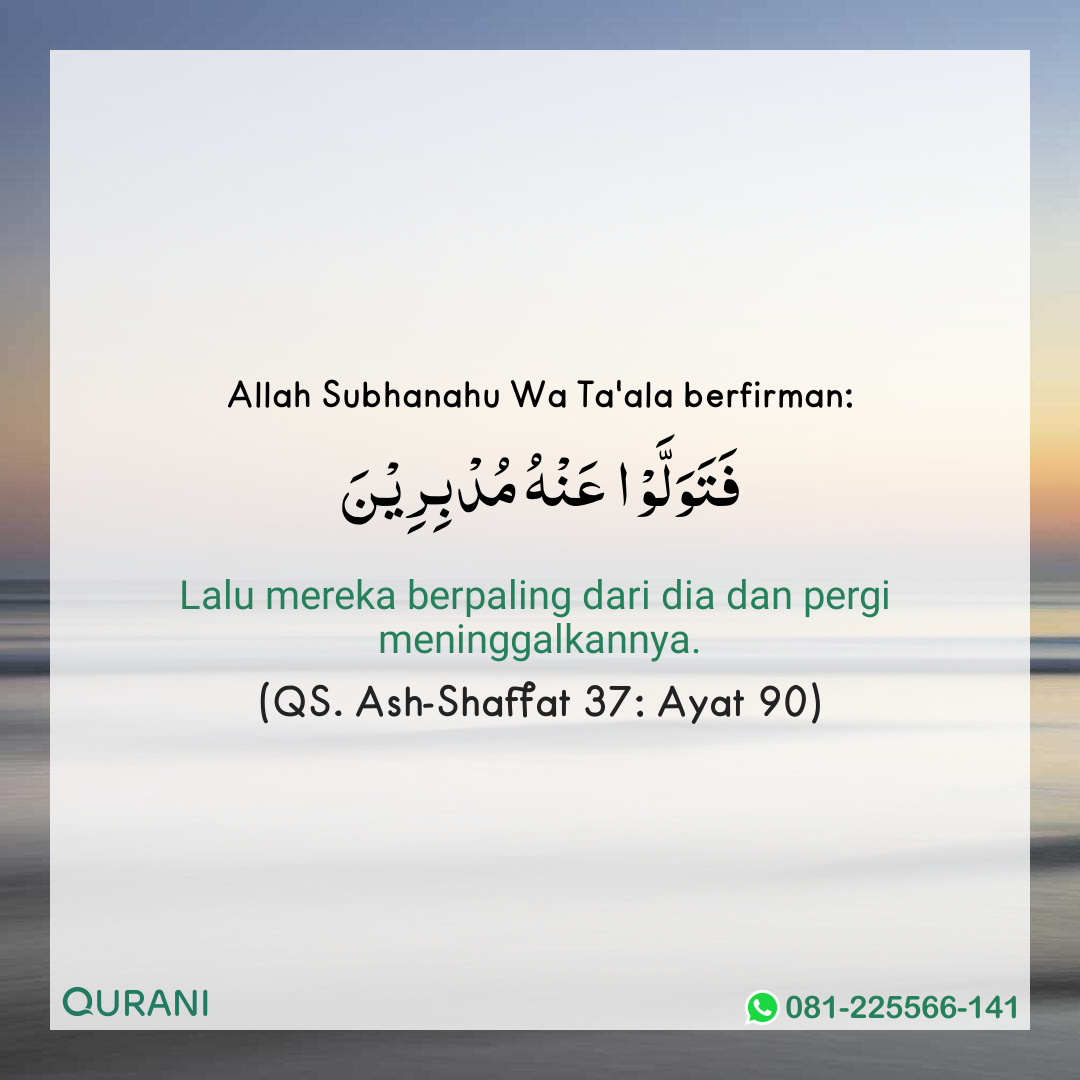 Allah Subhanahu Wa Ta'ala berfirman:
فَتَوَلَّوْا عَنْهُ مُدْبِرِيْنَ
Lalu mereka berpaling dari dia dan pergi
meninggalkannya.
(QS. Ash-Shaffat 37: Ayat 90)
QURANI
081-225566-141